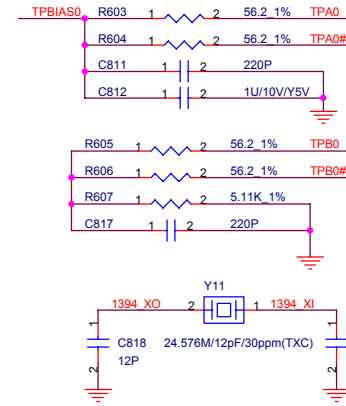 TPBIAS0 R603 1 2 56.2_1% TPA0
R604 1 2 56.2_1% TPA0#
C811 1 2 220P
C812 1 2 1U/10V/Y5V
R605 1 2 56.2_1% TPB0
R606 1 2 56.2_1% TPB0#
R607 1 2 5.11K_1%
C817 1 2 220P
Y11
1394_XO 2 1 1394_XI
1 1
C818 24.576M/12pF/30ppm(TXC)
12P
2 2